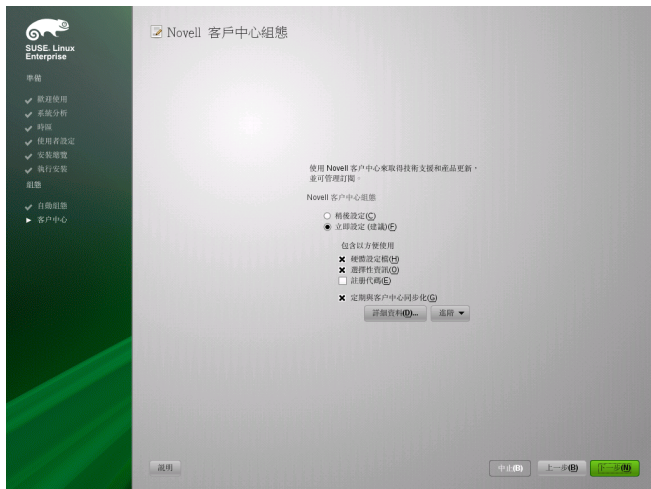 SUSE. Linux
Enterprise
準備
歡迎使用
系統分析
時區
使用者設定
安裝總覽
執行安裝
組態
自動組態
客戶中心
Novell 客戶中心組態
使用 Novell 客戶中心來取得技術支援和產品更新，
並可管理訂閱。
Novell 客戶中心組態
稍後設定(C)
立即設定 (建議)(F)
包含以方便使用
硬體設定檔(H)
選擇性資訊(O)
註冊代碼(E)
定期與客戶中心同步化(G)
詳細資料(D)...
進階
說明
中止(B)
上一步(B)
下一步(N)